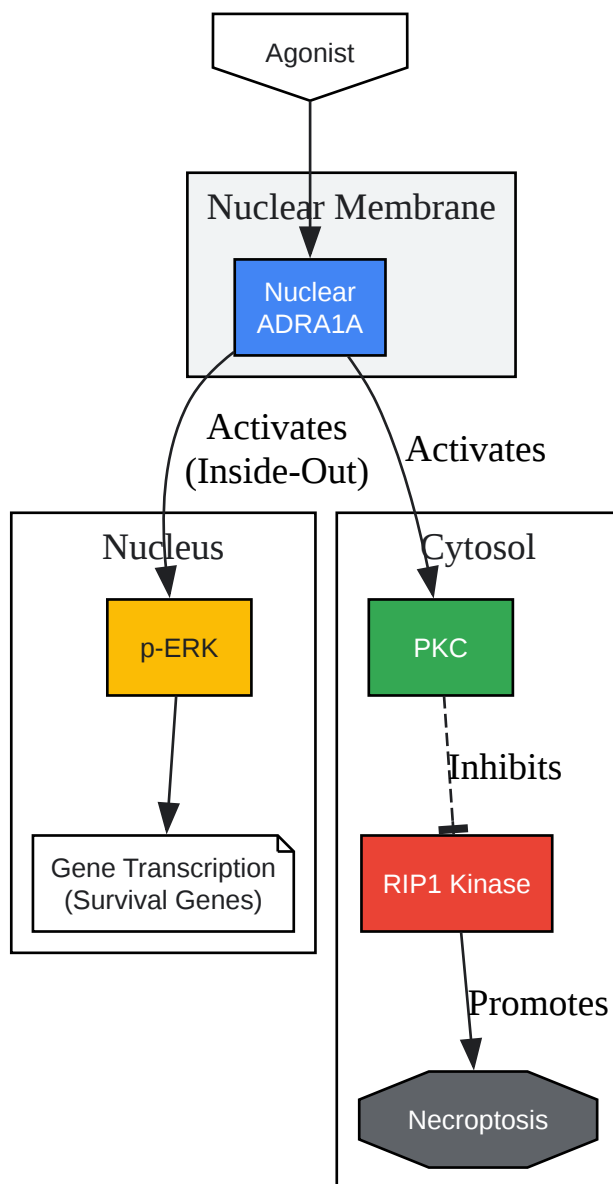 Agonist
Nuclear Membrane
Nuclear
ADRA1A
Activates
(Inside-Out)
Activates
Nucleus
p-ERK
Gene Transcription
(Survival Genes)
Cytosol
PKC
Inhibits
RIP1 Kinase
Promotes
Necroptosis